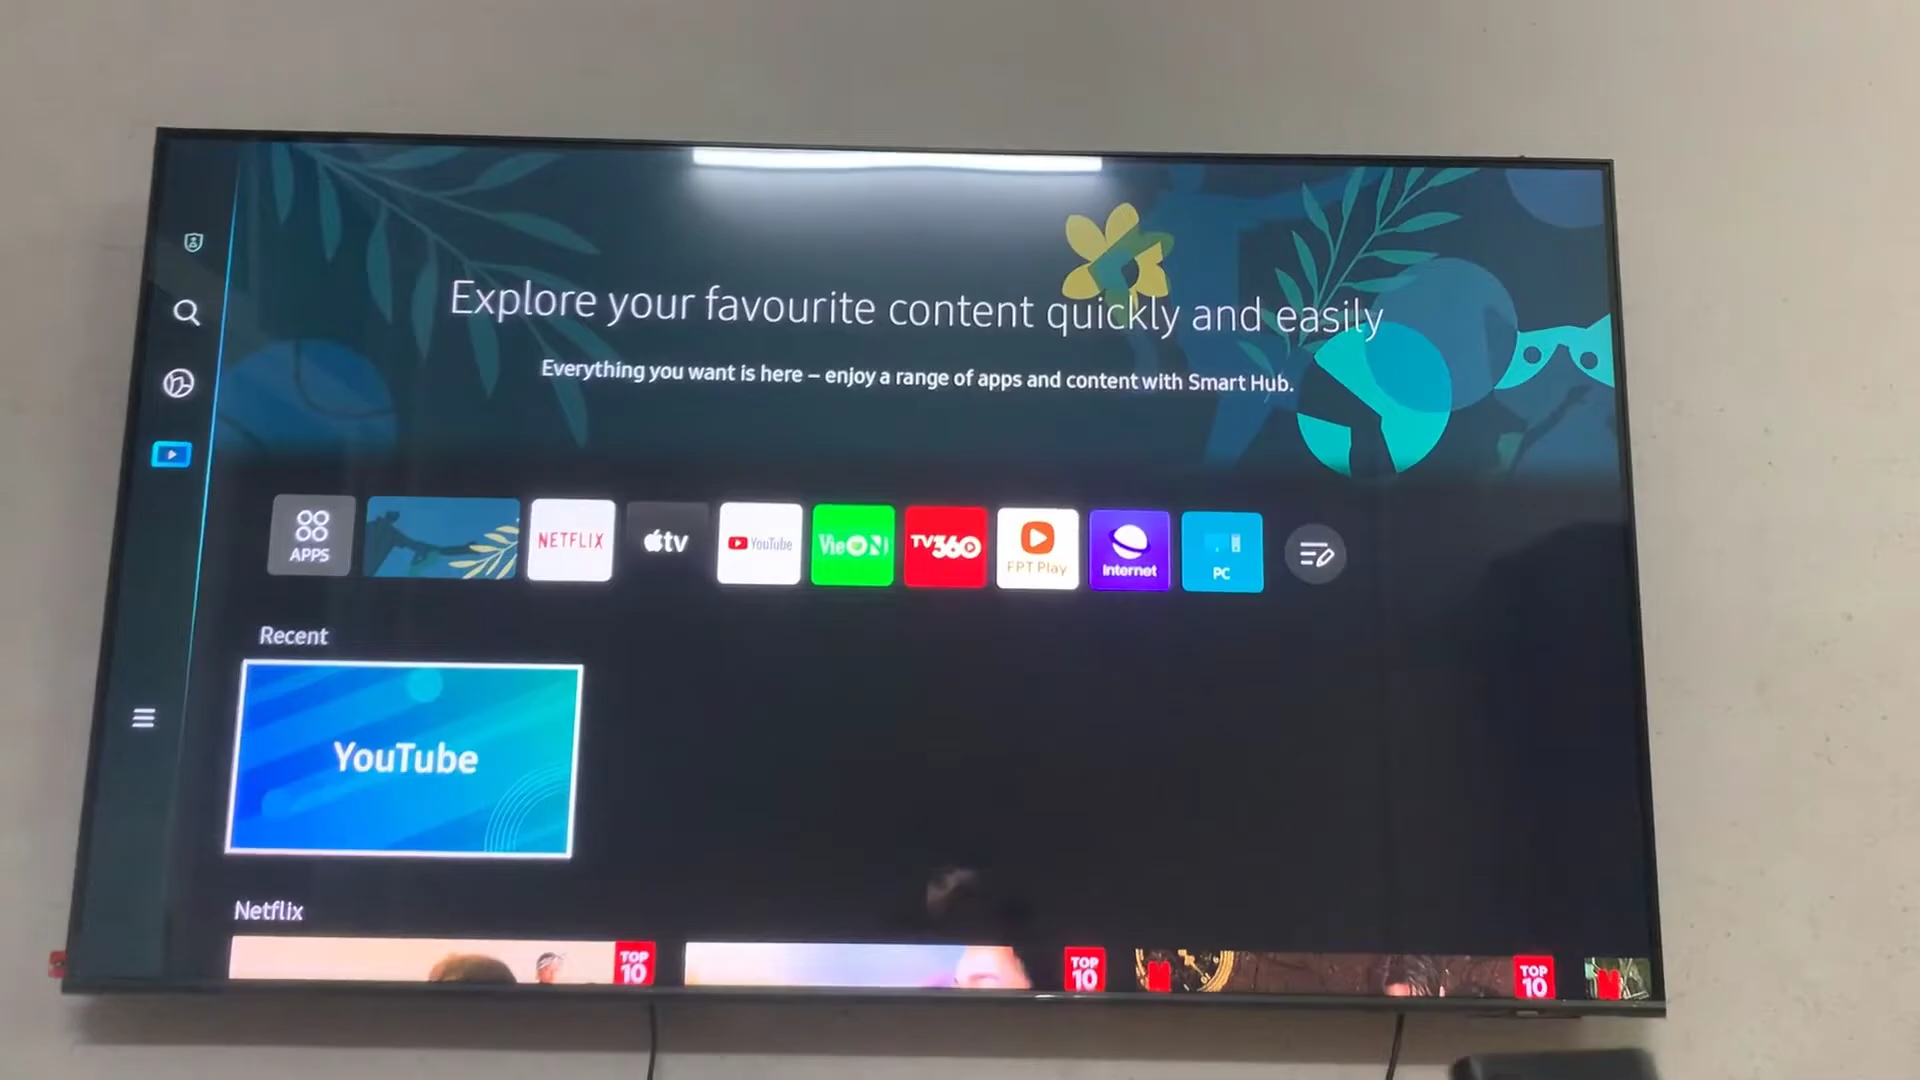 Explore your favourite content quickly and easily
Everything you want is here – enjoy a range of apps and content with Smart Hub.
APPS
NETFLIX
tv
YouTube
VieON
TV360
FPT Play
Internet
PC
Recent
YouTube
Netflix
TOP
10
TOP
10
TOP
10